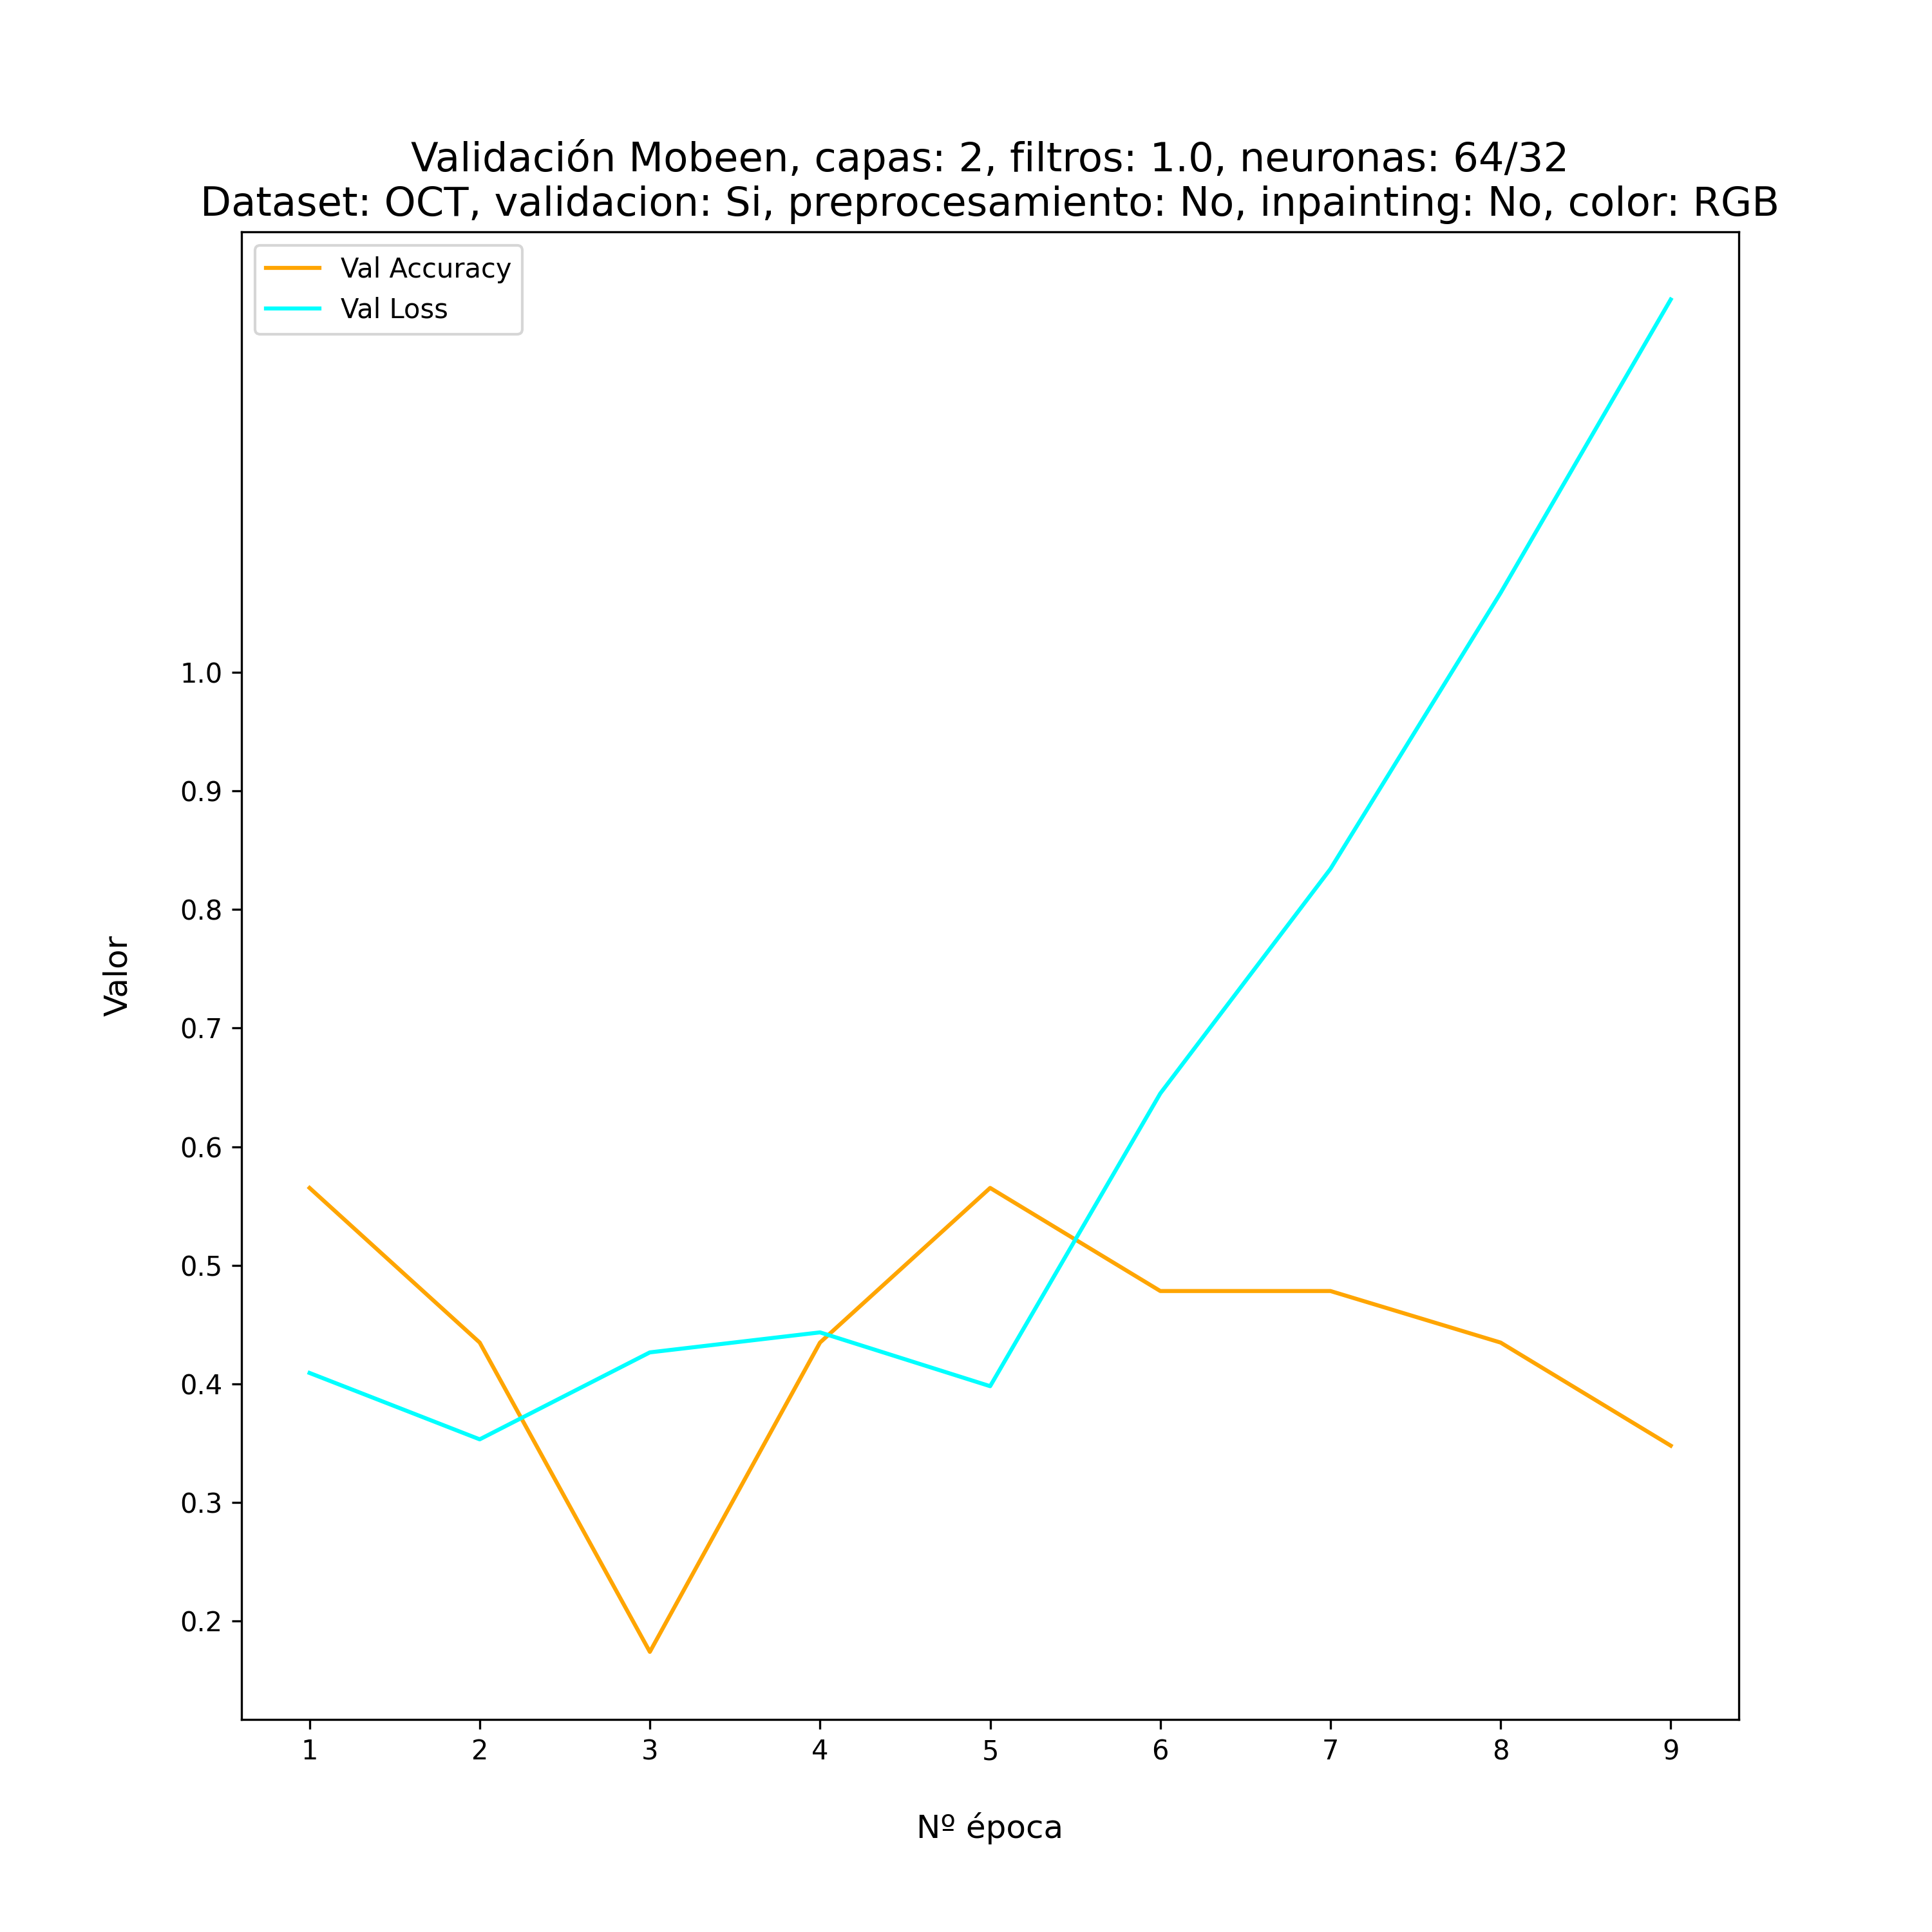 Validación Mobeen, capas: 2, filtros: 1.0, neuronas: 64/32
Dataset: OCT, validacion: Si, preprocesamiento: No, inpainting: No, color: RGB
Val Accuracy
Val Loss
1.0
0.9
0.8
0.7
0.6
0.5
0.4
0.3
0.2
Valor
1 2 3 4 5 6 7 8 9
Nº época